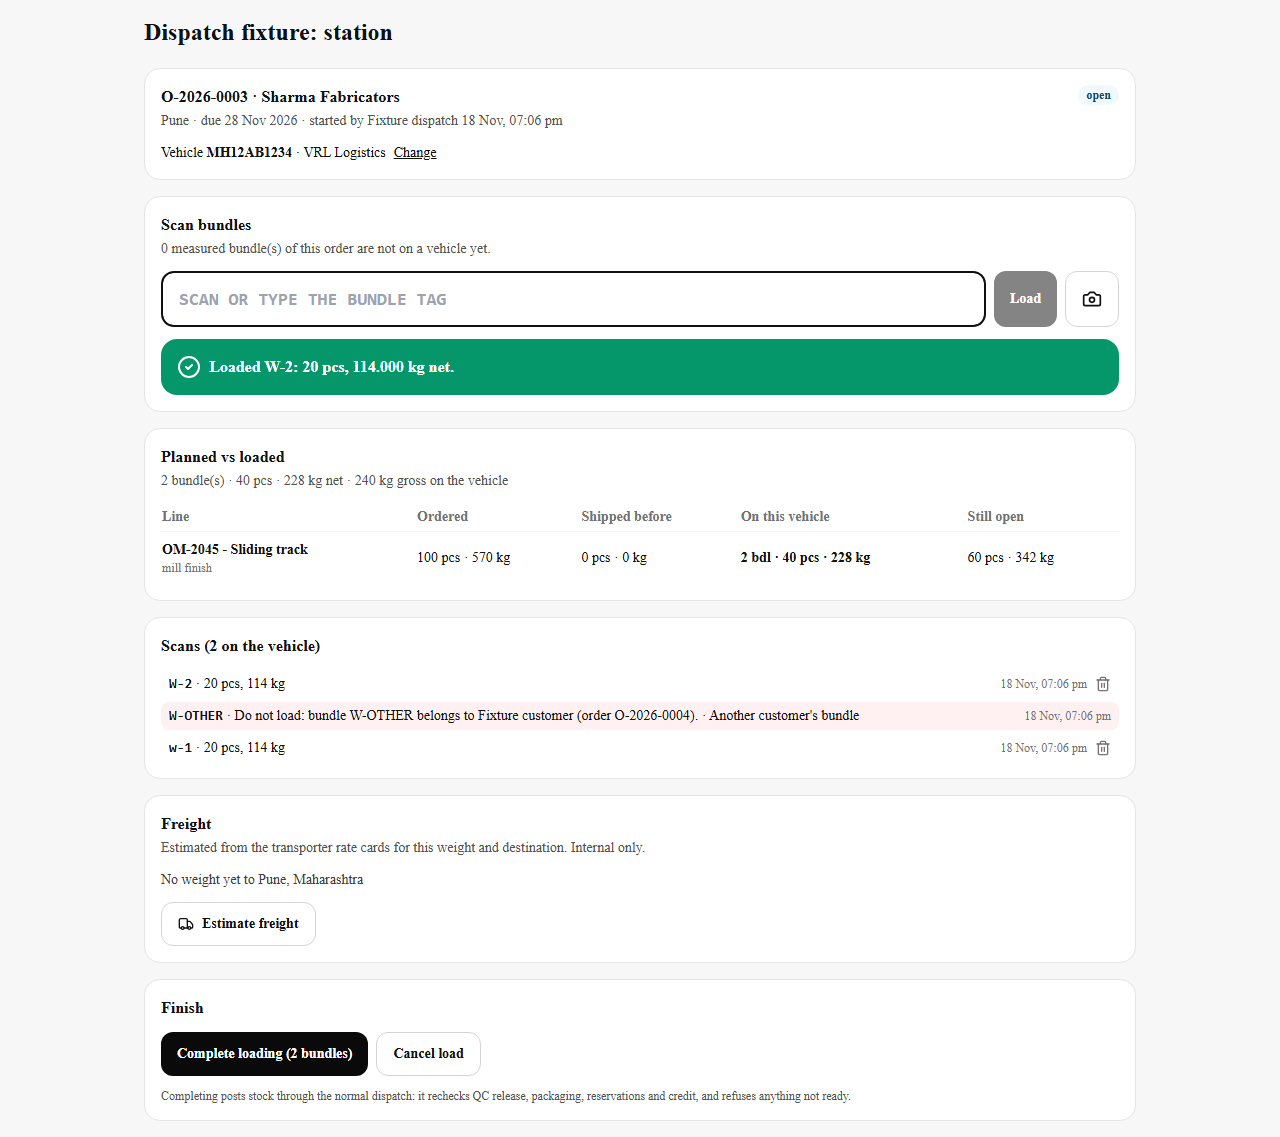 Dispatch fixture: station
O-2026-0003 · Sharma Fabricators
open
Pune · due 28 Nov 2026 · started by Fixture dispatch 18 Nov, 07:06 pm
Vehicle MH12AB1234 · VRL Logistics Change
Scan bundles
0 measured bundle(s) of this order are not on a vehicle yet.
SCAN OR TYPE THE BUNDLE TAG
Load
Loaded W-2: 20 pcs, 114.000 kg net.
Planned vs loaded
2 bundle(s) · 40 pcs · 228 kg net · 240 kg gross on the vehicle
Line Ordered Shipped before On this vehicle Still open
OM-2045 - Sliding track
mill finish
100 pcs · 570 kg 0 pcs · 0 kg 2 bdl · 40 pcs · 228 kg 60 pcs · 342 kg
Scans (2 on the vehicle)
W-2 · 20 pcs, 114 kg 18 Nov, 07:06 pm
W-OTHER · Do not load: bundle W-OTHER belongs to Fixture customer (order O-2026-0004). · Another customer's bundle 18 Nov, 07:06 pm
w-1 · 20 pcs, 114 kg 18 Nov, 07:06 pm
Freight
Estimated from the transporter rate cards for this weight and destination. Internal only.
No weight yet to Pune, Maharashtra
Estimate freight
Finish
Complete loading (2 bundles) Cancel load
Completing posts stock through the normal dispatch: it rechecks QC release, packaging, reservations and credit, and refuses anything not ready.